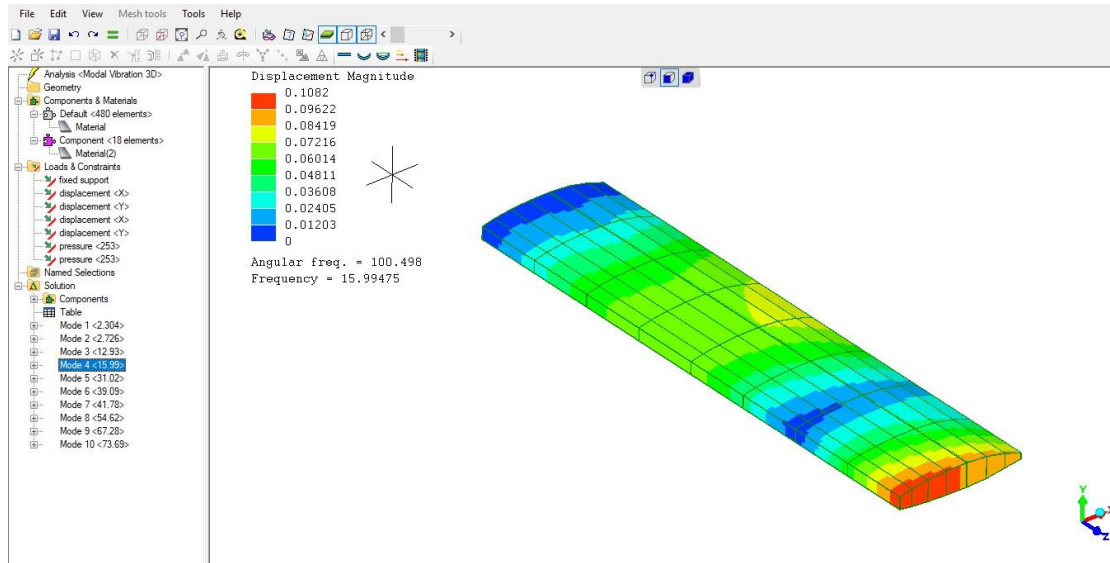 File Edit View Mesh tools Tools Help
Analysis <Modal Vibration 3D>
Geometry
Components & Materials
Default <480 elements>
Material
Component <18 elements>
Material(2)
Loads & Constraints
fixed support
displacement <X>
displacement <Y>
displacement <X>
displacement <Y>
pressure <253>
pressure <253>
Named Selections
Solution
Components
Table
Mode 1 <2.304>
Mode 2 <2.726>
Mode 3 <12.93>
Mode 4 <15.99>
Mode 5 <31.02>
Mode 6 <39.09>
Mode 7 <41.78>
Mode 8 <54.62>
Mode 9 <67.28>
Mode 10 <73.69>
Displacement Magnitude
0.1082
0.09622
0.08419
0.07216
0.06014
0.04811
0.03608
0.02405
0.01203
0
Angular freq. = 100.498
Frequency = 15.99475
Y
X
Z